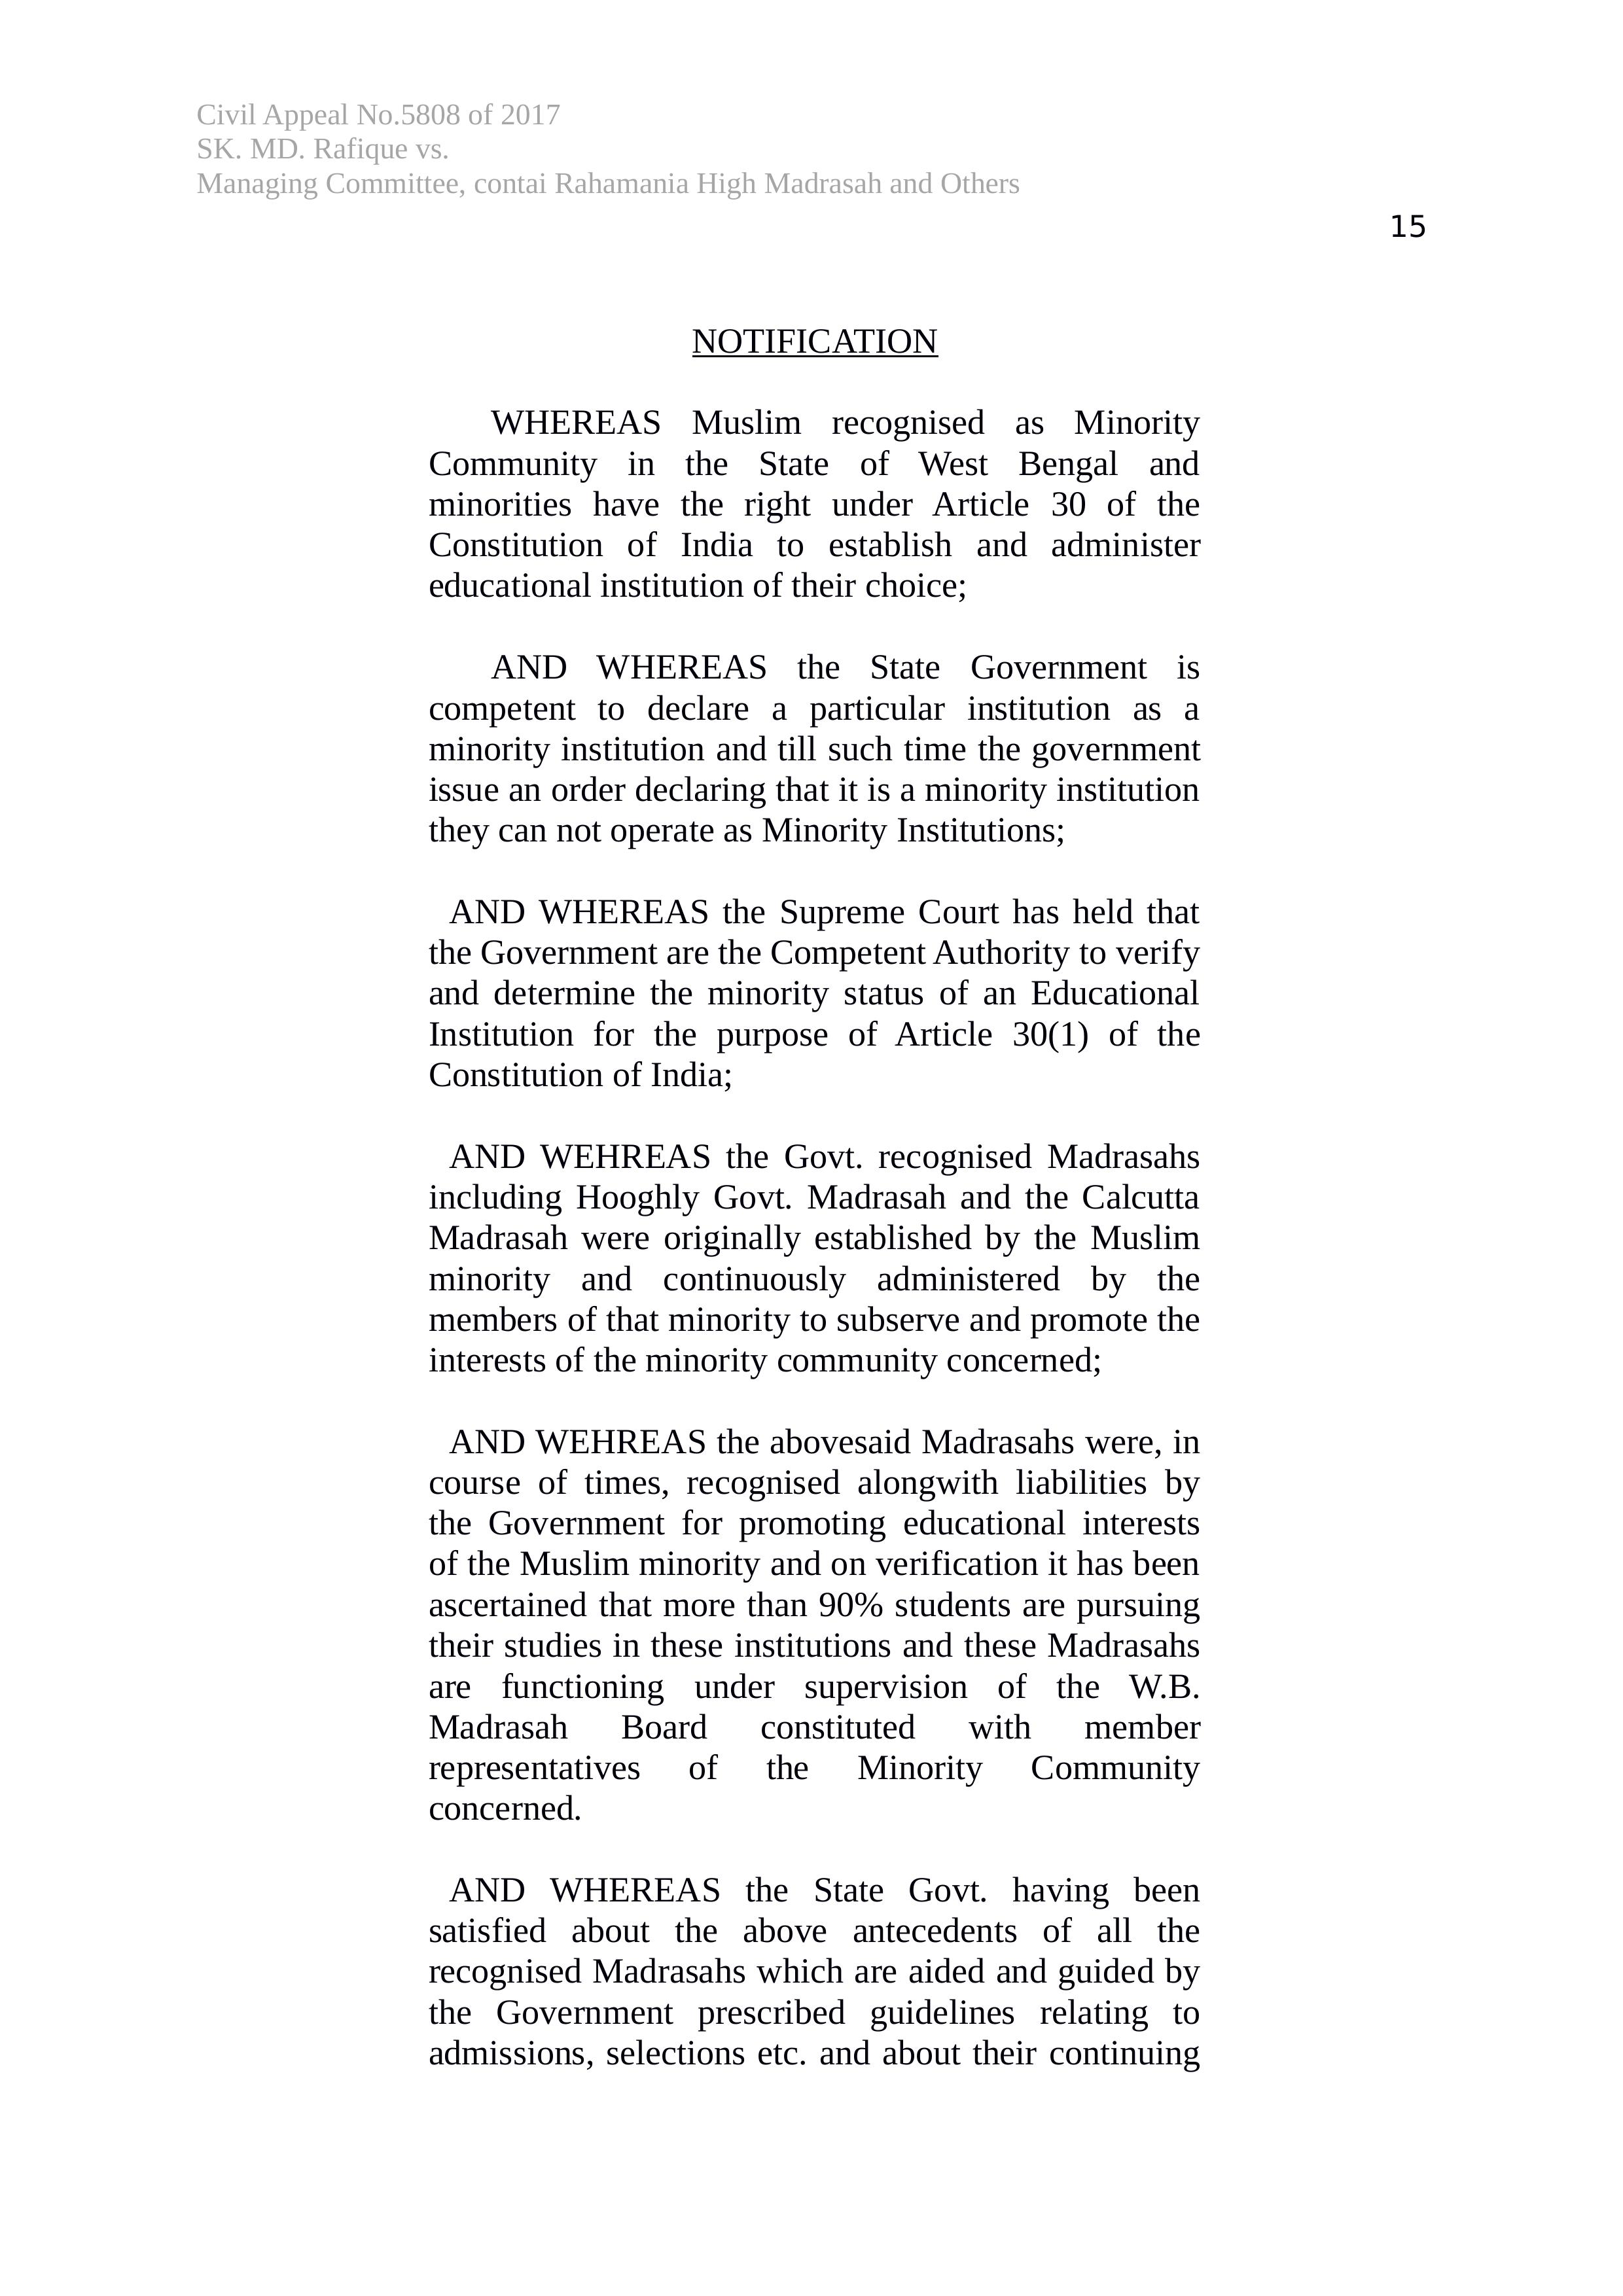 Civil Appeal No.5808 of 2017
SK. MD. Rafique vs.
Managing Committee, contai Rahamania High Madrasah and Others
15
NOTIFICATION
WHEREAS Muslim recognised as Minority
Community in the State of West Bengal and
minorities have the right under Article 30 of the
Constitution of India to establish and administer
educational institution of their choice;
AND WHEREAS the State Government is
competent to declare a particular institution as a
minority institution and till such time the government
issue an order declaring that it is a minority institution
they can not operate as Minority Institutions;
AND WHEREAS the Supreme Court has held that
the Government are the Competent Authority to verify
and determine the minority status of an Educational
Institution for the purpose of Article 30(1) of the
Constitution of India;
AND WEHREAS the Govt. recognised Madrasahs
including Hooghly Govt. Madrasah and the Calcutta
Madrasah were originally established by the Muslim
minority and continuously administered by the
members of that minority to subserve and promote the
interests of the minority community concerned;
AND WEHREAS the abovesaid Madrasahs were, in
course of times, recognised alongwith liabilities by
the Government for promoting educational interests
of the Muslim minority and on verification it has been
ascertained that more than 90% students are pursuing
their studies in these institutions and these Madrasahs
are functioning under supervision of the W.B.
Madrasah Board constituted with member
representatives of the Minority Community
concerned.
AND WHEREAS the State Govt. having been
satisfied about the above antecedents of all the
recognised Madrasahs which are aided and guided by
the Government prescribed guidelines relating to
admissions, selections etc. and about their continuing